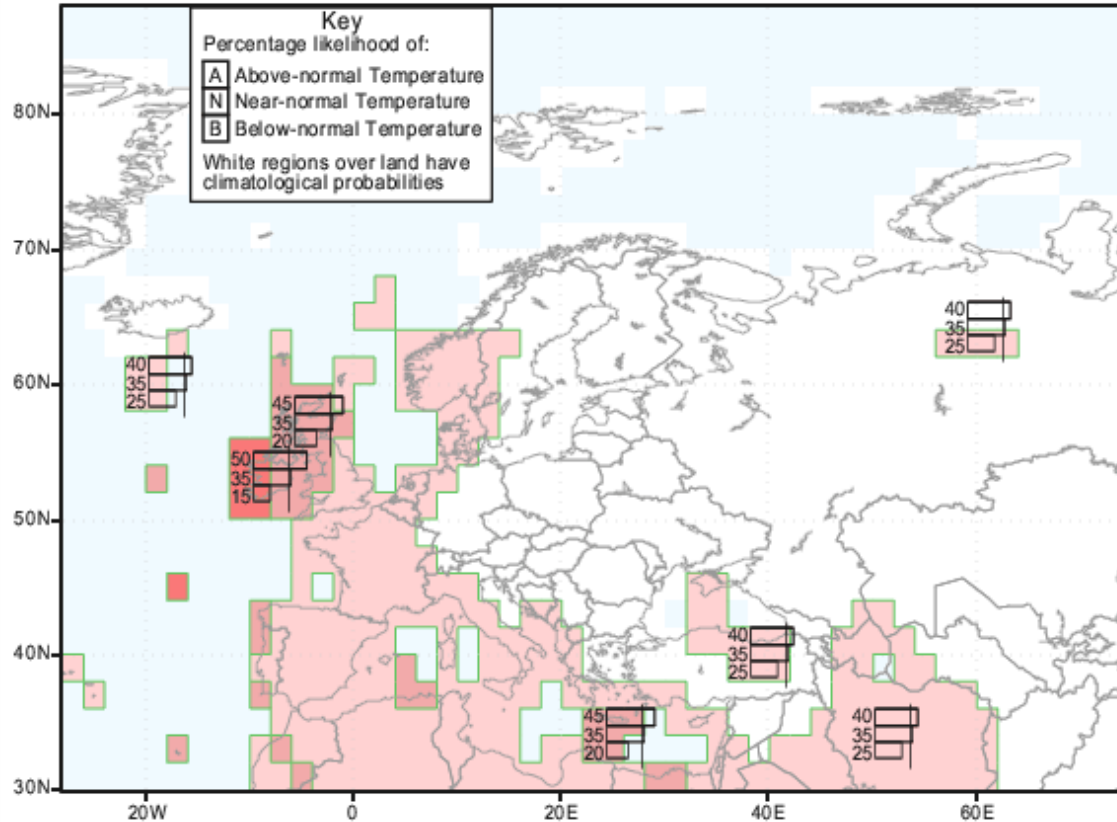 Key
Percentage likelihood of:
A Above-normal Temperature
N Near-normal Temperature
B Below-normal Temperature
White regions over land have
climatological probabilities
80N
70N
60N
50N
40N
30N
40
35
25
40
35
25
45
35
20
50
35
15
40
35
25
45
35
20
40
35
25
20W
0
20E
40E
60E